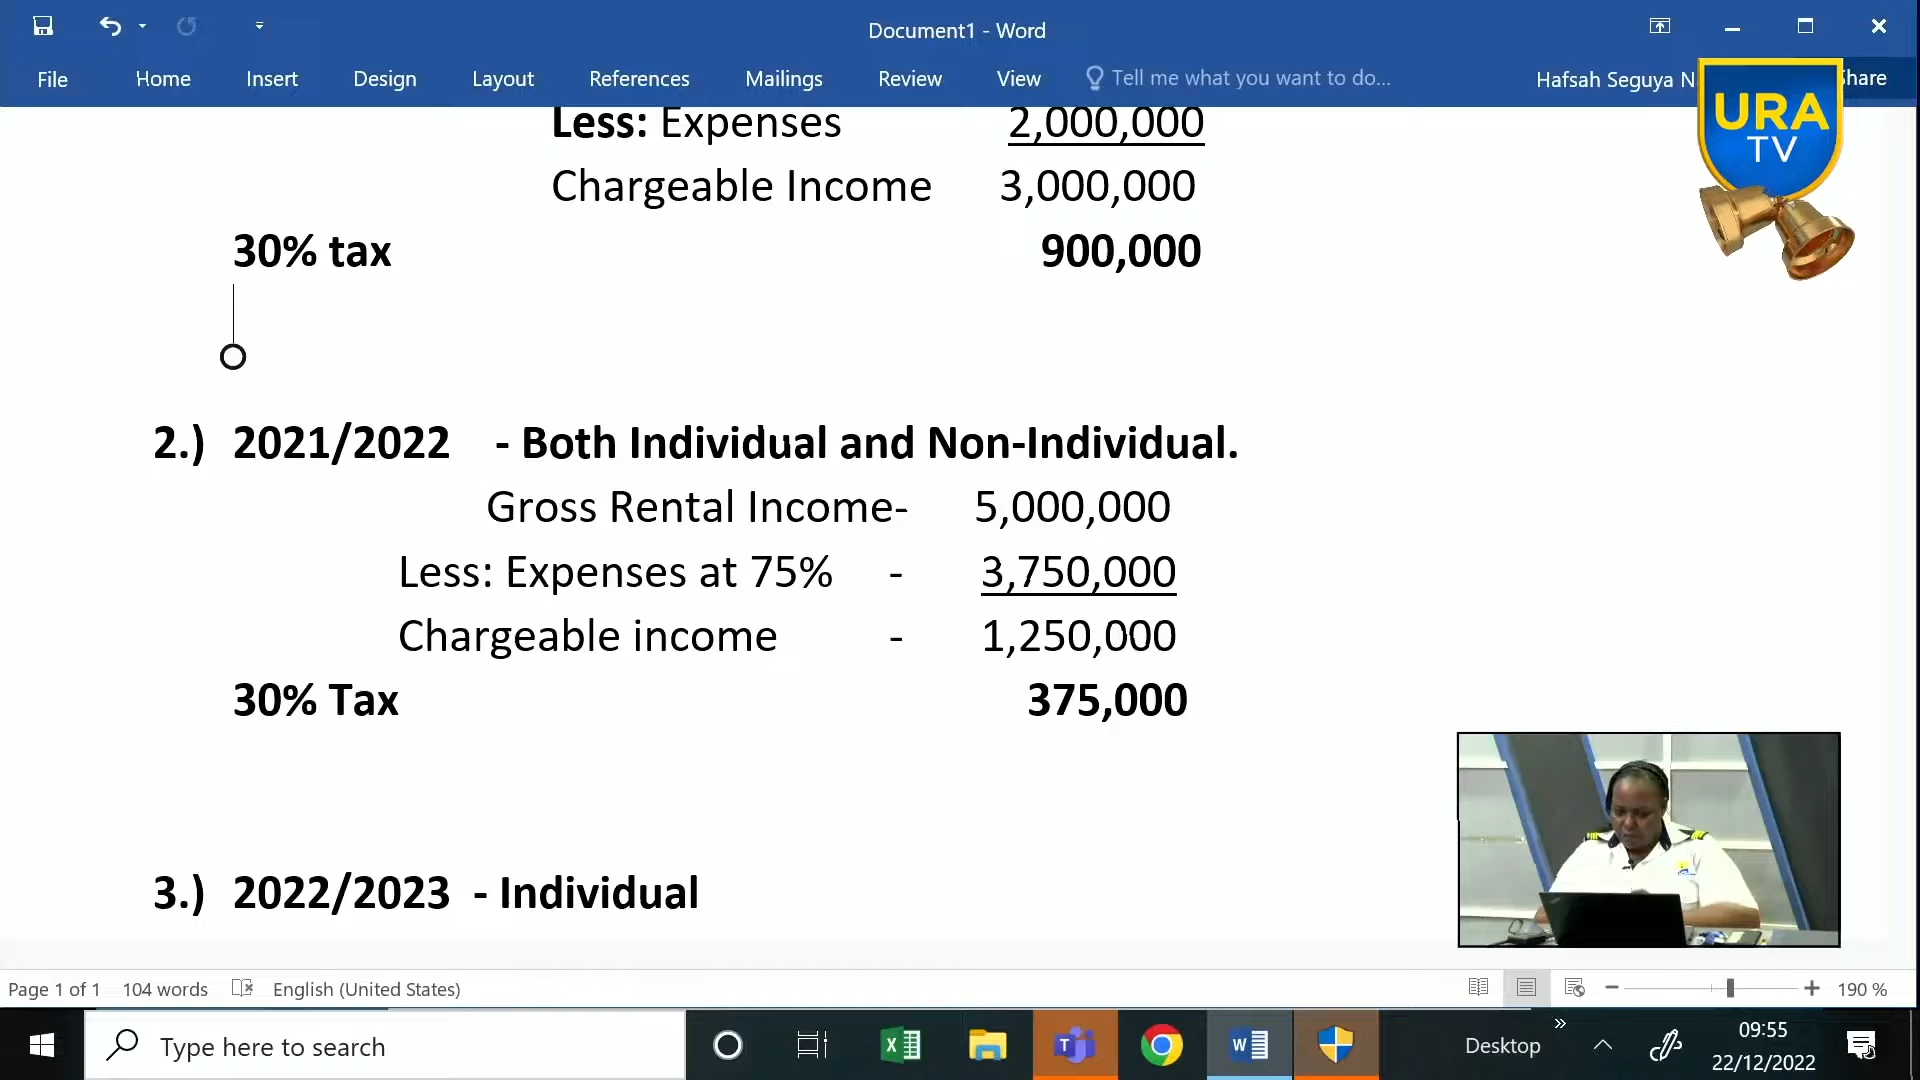 Document1 - Word
File Home Insert Design Layout References Mailings Review View Tell me what you want to do... Hafsah Seguya N Share
URA
TV
Less: Expenses 2,000,000
Chargeable Income 3,000,000
30% tax 900,000
2.) 2021/2022 - Both Individual and Non-Individual.
Gross Rental Income- 5,000,000
Less: Expenses at 75% - 3,750,000
Chargeable income - 1,250,000
30% Tax 375,000
3.) 2022/2023 - Individual
Page 1 of 1 104 words English (United States) 190 %
Type here to search Desktop 09:55
22/12/2022